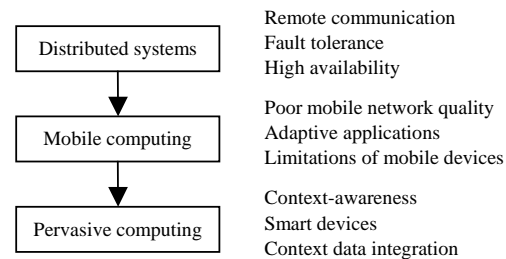 Remote communication
Distributed systems
Fault tolerance
High availability
Poor mobile network quality
Mobile computing
Adaptive applications
Limitations of mobile devices
Context-awareness
Pervasive computing
Smart devices
Context data integration